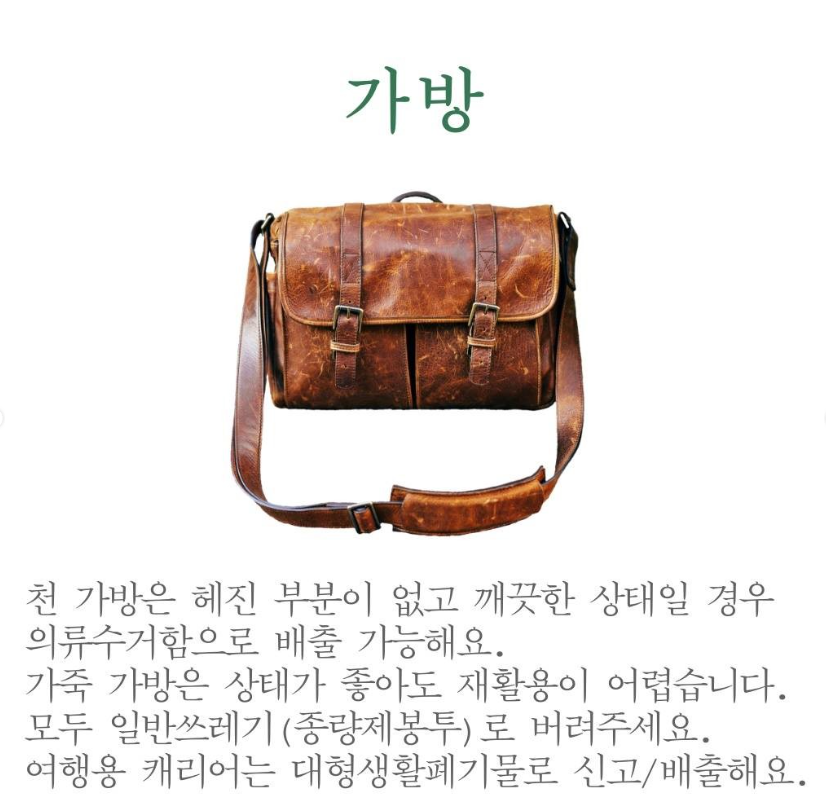 가방
천 가방은 헤진 부분이 없고 깨끗한 상태일 경우
의류수거함으로 배출 가능해요.
가죽 가방은 상태가 좋아도 재활용이 어렵습니다.
모두 일반쓰레기(종량제봉투)로 버려주세요.
여행용 캐리어는 대형생활폐기물로 신고/배출해요.